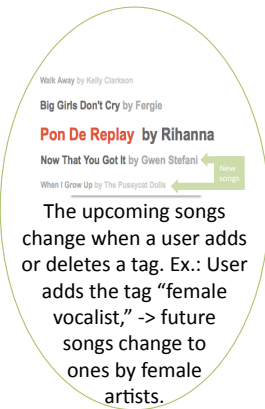 Walk Away by Kelly Clarkson
Big Girls Don't Cry by Fergie
Pon De Replay by Rihanna
Now That You Got It by Gwen Stefani
New
songs
When I Grow Up by The Pussycat Dolls
The upcoming songs
change when a user adds
or deletes a tag. Ex.: User
adds the tag “female
vocalist,” -> future
songs change to
ones by female
artists.